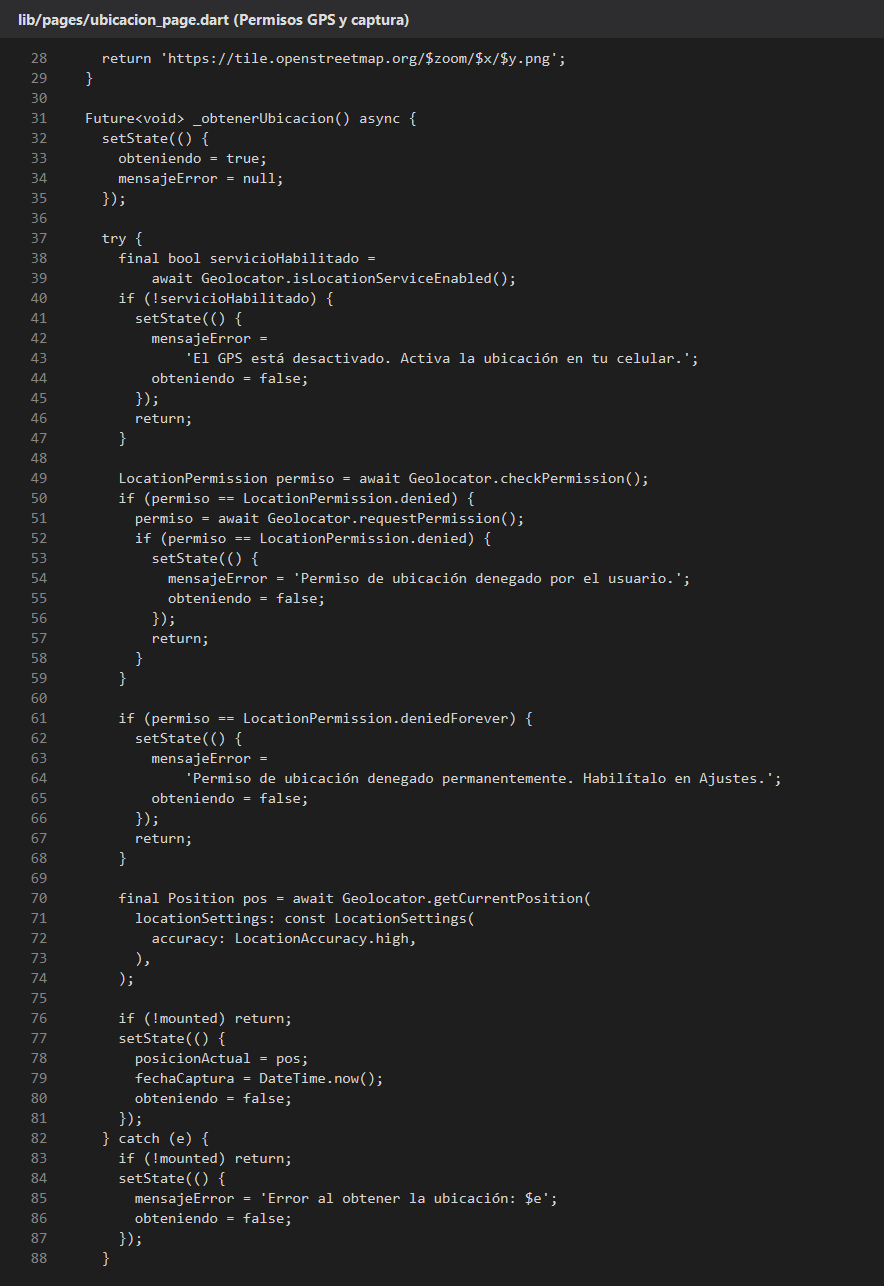 lib/pages/ubicacion_page.dart (Permisos GPS y captura)
28      return 'https://tile.openstreetmap.org/$zoom/$x/$y.png';
29    }
30
31    Future<void> _obtenerUbicacion() async {
32      setState(() {
33        obteniendo = true;
34        mensajeError = null;
35      });
36
37      try {
38        final bool servicioHabilitado =
39            await Geolocator.isLocationServiceEnabled();
40        if (!servicioHabilitado) {
41          setState(() {
42            mensajeError =
43                'El GPS está desactivado. Activa la ubicación en tu celular.';
44            obteniendo = false;
45          });
46          return;
47        }
48
49        LocationPermission permiso = await Geolocator.checkPermission();
50        if (permiso == LocationPermission.denied) {
51          permiso = await Geolocator.requestPermission();
52          if (permiso == LocationPermission.denied) {
53            setState(() {
54              mensajeError = 'Permiso de ubicación denegado por el usuario.';
55              obteniendo = false;
56            });
57            return;
58          }
59        }
60
61        if (permiso == LocationPermission.deniedForever) {
62          setState(() {
63            mensajeError =
64                'Permiso de ubicación denegado permanentemente. Habilítalo en Ajustes.';
65            obteniendo = false;
66          });
67          return;
68        }
69
70        final Position pos = await Geolocator.getCurrentPosition(
71          locationSettings: const LocationSettings(
72            accuracy: LocationAccuracy.high,
73          ),
74        );
75
76        if (!mounted) return;
77        setState(() {
78          posicionActual = pos;
79          fechaCaptura = DateTime.now();
80          obteniendo = false;
81        });
82      } catch (e) {
83        if (!mounted) return;
84        setState(() {
85          mensajeError = 'Error al obtener la ubicación: $e';
86          obteniendo = false;
87        });
88      }